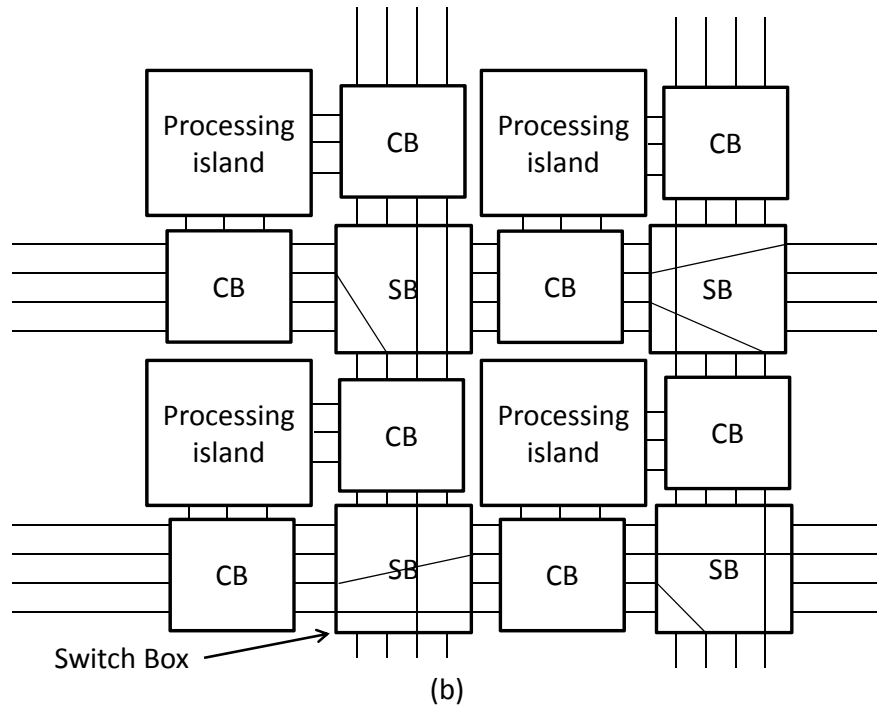 Processing
island
CB
Processing
island
CB
CB
SB
CB
SB
Processing
island
CB
Processing
island
CB
CB
SB
CB
SB
Switch Box
(b)